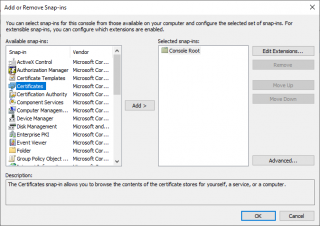 Add or Remove Snap-ins
You can select snap-ins for this console from those available on your computer and configure the selected set of snap-ins. For
extensible snap-ins, you can configure which extensions are enabled.
Available snap-ins:
Selected snap-ins:
Snap-in Vendor
Console Root
Edit Extensions...
ActiveX Control Microsoft Cor...
Authorization Manager Microsoft Cor...
Remove
Certificate Templates Microsoft Cor...
Certificates Microsoft Cor...
Move Up
Certification Authority Microsoft Cor...
Component Services Microsoft Cor...
Move Down
Computer Managem... Microsoft Cor...
Add >
Device Manager Microsoft Cor...
Disk Management Microsoft and...
Enterprise PKI Microsoft Cor...
Event Viewer Microsoft Cor...
Folder Microsoft Cor...
Group Policy Object ... Microsoft Cor...
Advanced...
Description:
The Certificates snap-in allows you to browse the contents of the certificate stores for yourself, a service, or a computer.
OK
Cancel